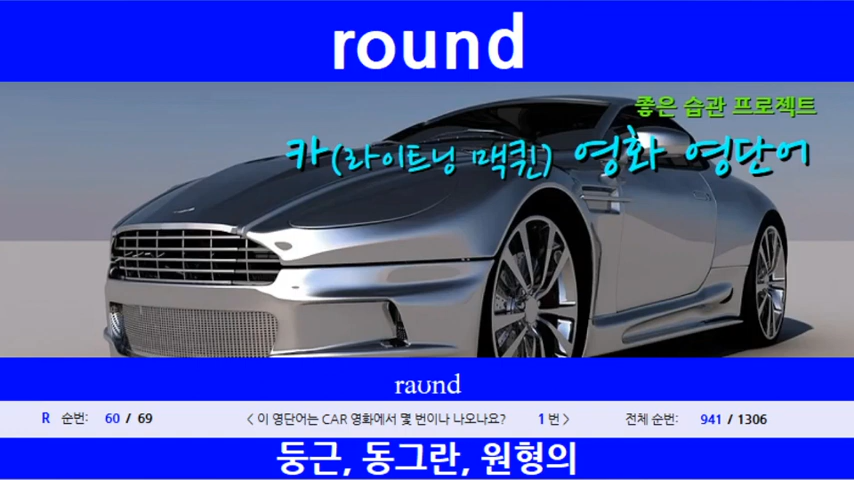 round
좋은 습관 프로젝트
카(라이트닝 맥퀸) 영화 영단어
raʊnd
R 순번: 60 / 69 < 이 영단어는 CAR 영화에서 몇 번이나 나오나요? 1 번 > 전체 순번: 941 / 1306
둥근, 동그란, 원형의